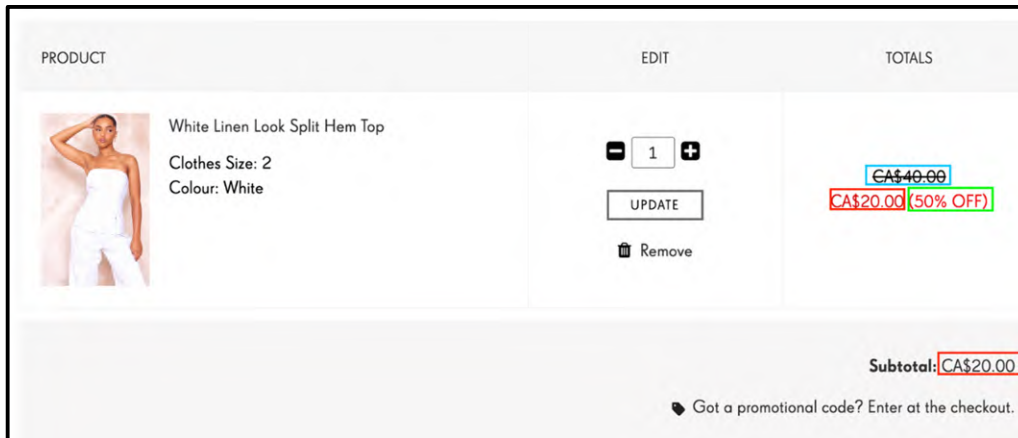 PRODUCT EDIT TOTALS
White Linen Look Split Hem Top
Clothes Size: 2
Colour: White
1
UPDATE
Remove
CA$40.00
CA$20.00 (50% OFF)
Subtotal: CA$20.00
Got a promotional code? Enter at the checkout.